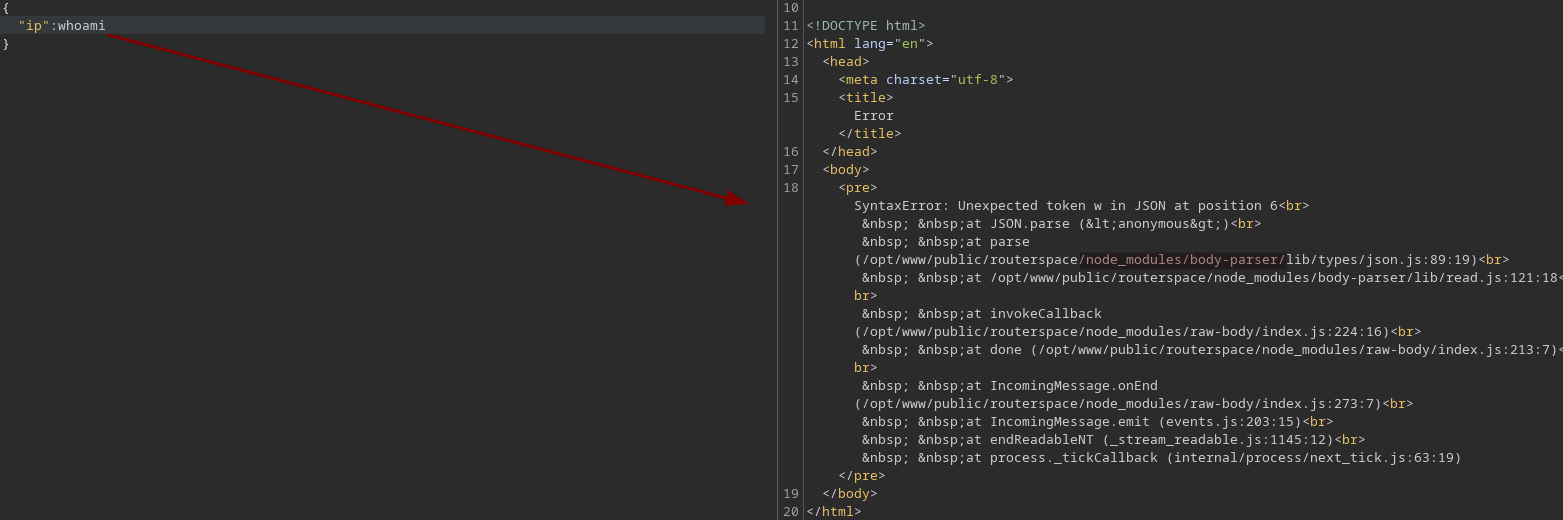 {
"ip":whoami
}
10
11 <!DOCTYPE html>
12 <html lang="en">
13 <head>
14 <meta charset="utf-8">
15 <title>
Error
</title>
16 </head>
17 <body>
18 <pre>
SyntaxError: Unexpected token w in JSON at position 6<br>
&nbsp; &nbsp;at JSON.parse (&lt;anonymous&gt;)<br>
&nbsp; &nbsp;at parse
(/opt/www/public/routerspace/node_modules/body-parser/lib/types/json.js:89:19)<br>
&nbsp; &nbsp;at /opt/www/public/routerspace/node_modules/body-parser/lib/read.js:121:18<
br>
&nbsp; &nbsp;at invokeCallback
(/opt/www/public/routerspace/node_modules/raw-body/index.js:224:16)<br>
&nbsp; &nbsp;at done (/opt/www/public/routerspace/node_modules/raw-body/index.js:213:7)<
br>
&nbsp; &nbsp;at IncomingMessage.onEnd
(/opt/www/public/routerspace/node_modules/raw-body/index.js:273:7)<br>
&nbsp; &nbsp;at IncomingMessage.emit (events.js:203:15)<br>
&nbsp; &nbsp;at endReadableNT (_stream_readable.js:1145:12)<br>
&nbsp; &nbsp;at process._tickCallback (internal/process/next_tick.js:63:19)
</pre>
19 </body>
20 </html>